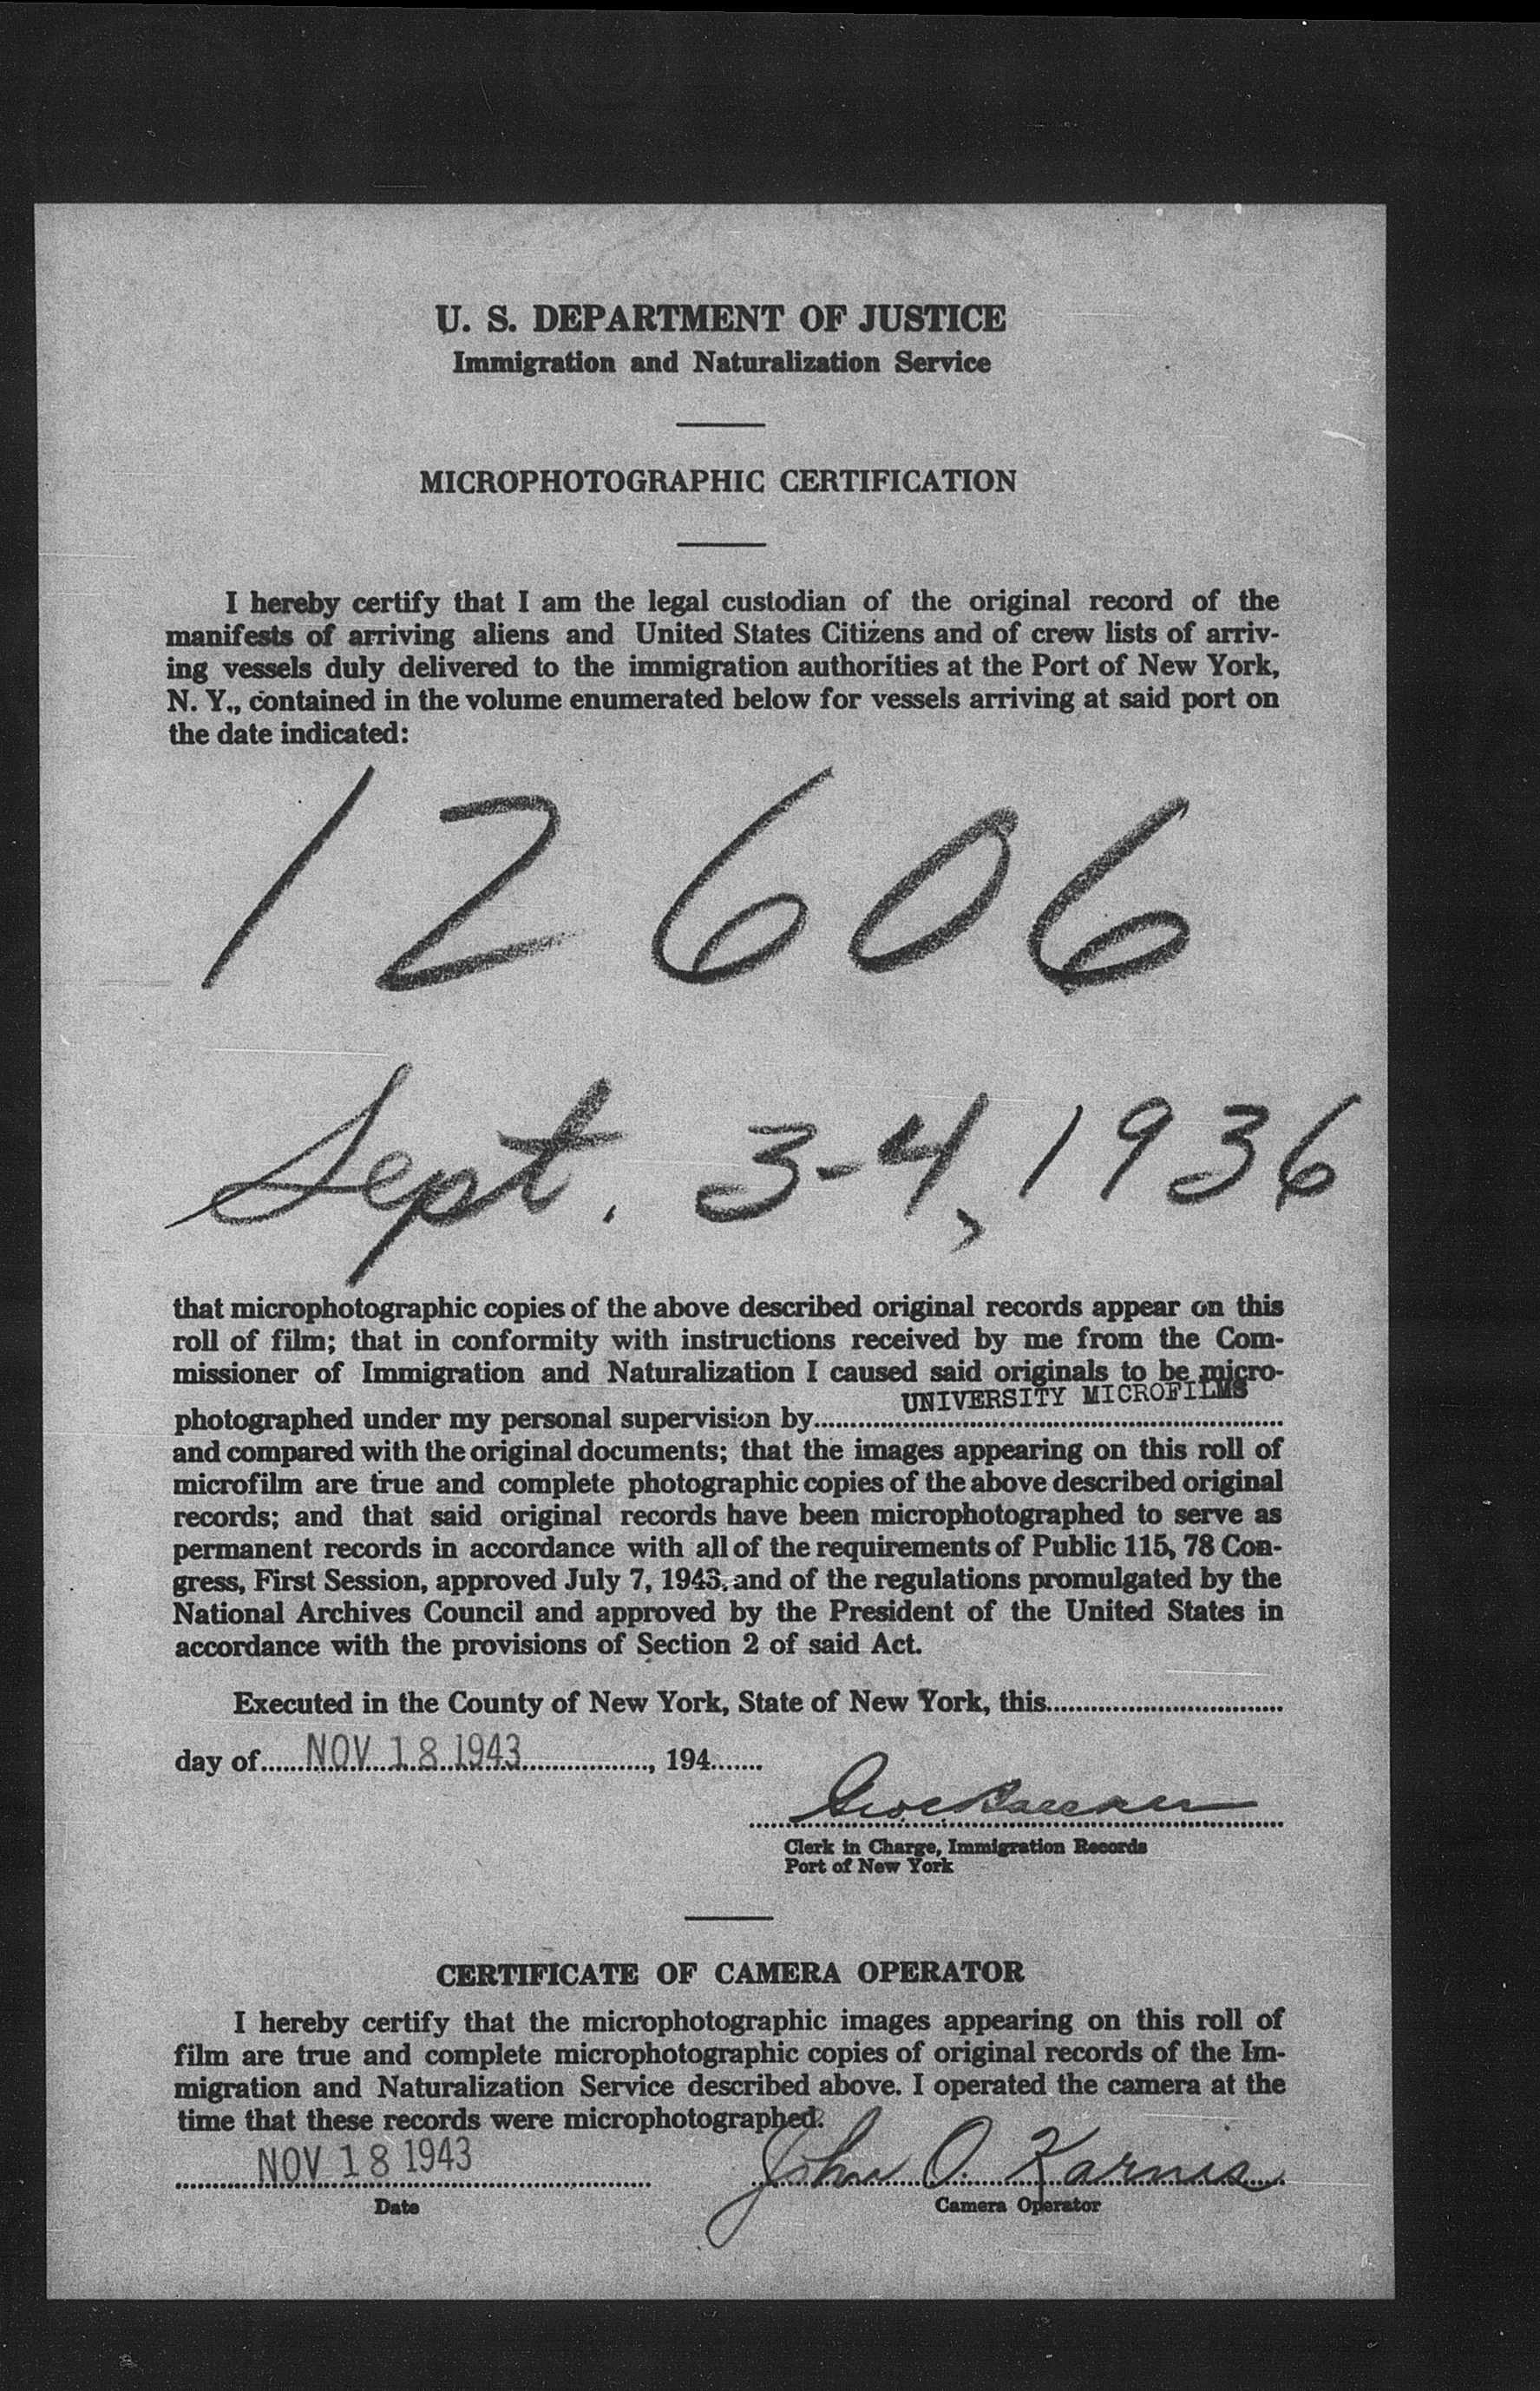 U. S. DEPARTMENT OF JUSTICE
Immigration and Naturalization Service
MICROPHOTOGRAPHIC CERTIFICATION
I hereby certify that I am the legal custodian of the original record of the
manifests of arriving aliens and United States Citizens and of crew lists of arriv-
ing vessels duly delivered to the immigration authorities at the Port of New York,
N. Y., contained in the volume enumerated below for vessels arriving at said port on
the date indicated:
12606
Sept. 3-4, 1936
that microphotographic copies of the above described original records appear on this
roll of film; that in conformity with instructions received by me from the Com-
missioner of Immigration and Naturalization I caused said originals to be micro-
photographed under my personal supervision by UNIVERSITY MICROFILMS
and compared with the original documents; that the images appearing on this roll of
microfilm are true and complete photographic copies of the above described original
records; and that said original records have been microphotographed to serve as
permanent records in accordance with all of the requirements of Public 115, 78 Con-
gress, First Session, approved July 7, 1943, and of the regulations promulgated by the
National Archives Council and approved by the President of the United States in
accordance with the provisions of Section 2 of said Act.
Executed in the County of New York, State of New York, this
day of NOV 18 1943, 194
Clerk in Charge, Immigration Records
Port of New York
CERTIFICATE OF CAMERA OPERATOR
I hereby certify that the microphotographic images appearing on this roll of
film are true and complete microphotographic copies of original records of the Im-
migration and Naturalization Service described above. I operated the camera at the
time that these records were microphotographed.
NOV 18 1943 John O. Karnis
Date Camera Operator